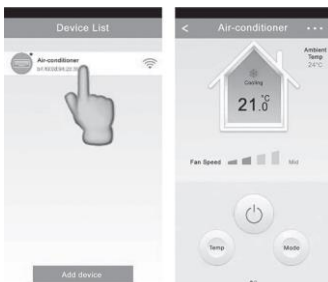 Device List
Air-conditioner
Add device
< Air-conditioner ...
Ambient
Temp
24°C
Cooling
21.0°C
Fan Speed
Mid
Temp
Mode